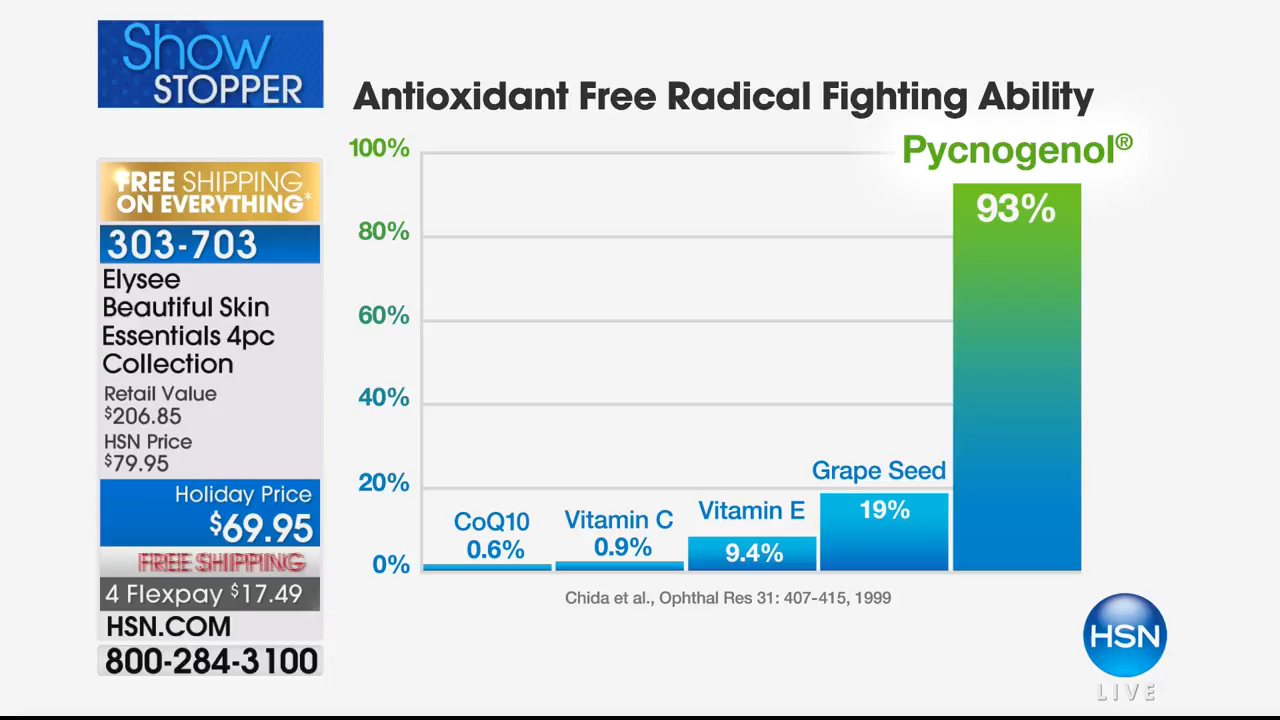 Show
STOPPER
FREE SHIPPING
ON EVERYTHING*
303-703
Elysee
Beautiful Skin
Essentials 4pc
Collection
Retail Value
$206.85
HSN Price
$79.95
Holiday Price
$69.95
FREE SHIPPING
4 Flexpay $17.49
HSN.COM
800-284-3100
Antioxidant Free Radical Fighting Ability
100%
80%
60%
40%
20%
0%
CoQ10
0.6%
Vitamin C
0.9%
Vitamin E
9.4%
Grape Seed
19%
Pycnogenol®
93%
Chida et al., Ophthal Res 31: 407-415, 1999
HSN
LIVE